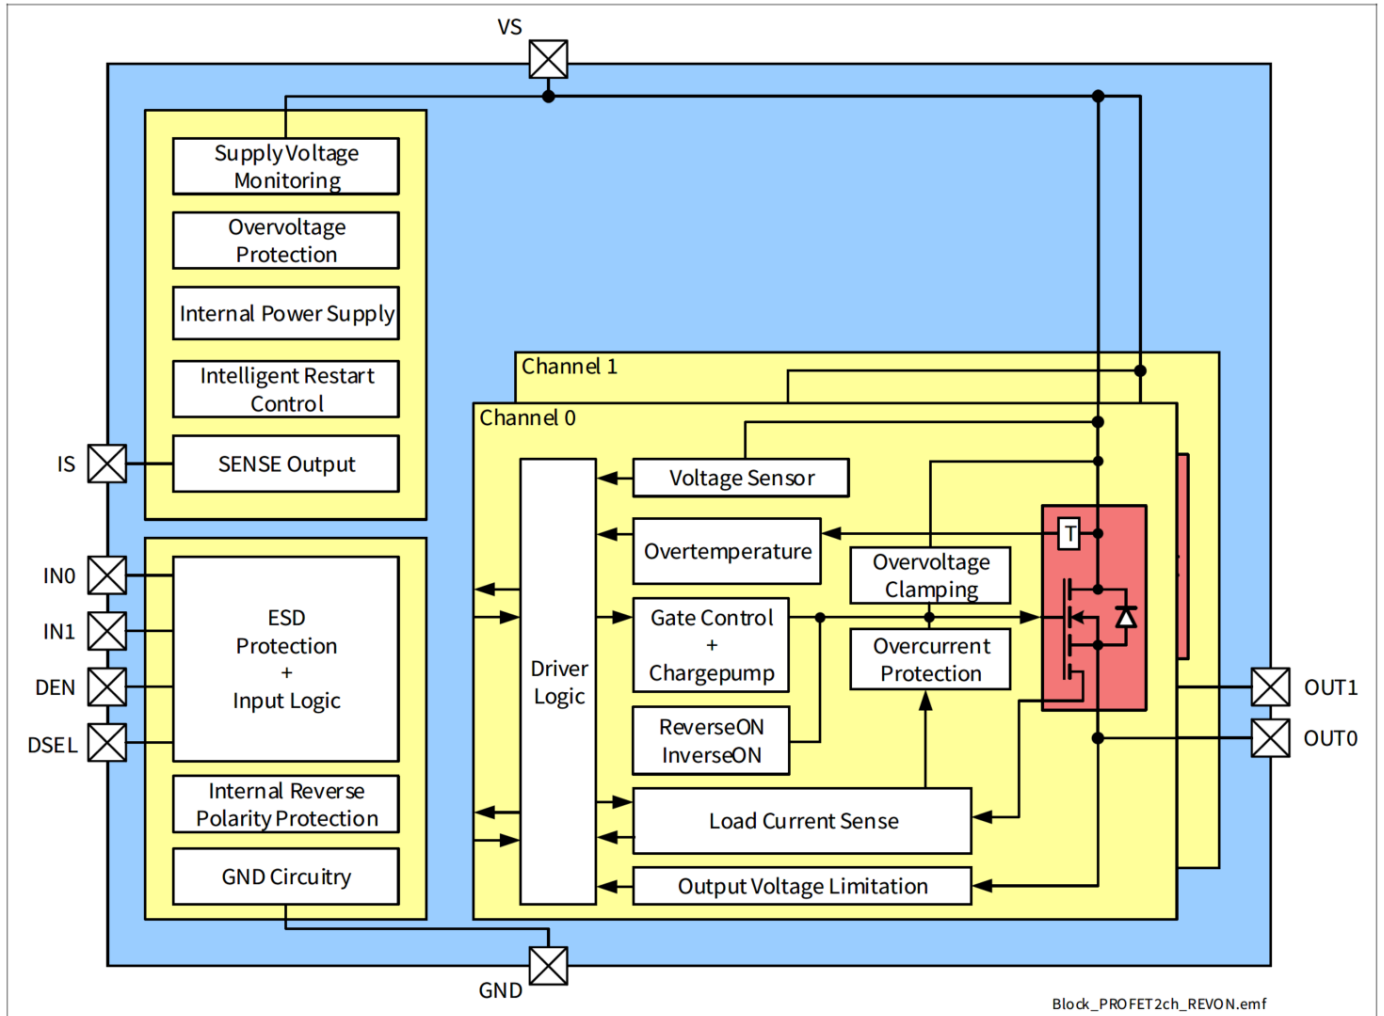 VS
Supply Voltage
Monitoring
Overvoltage
Protection
Internal Power Supply
Intelligent Restart
Control
IS
SENSE Output
IN0
IN1
DEN
DSEL
ESD
Protection
+
Input Logic
Internal Reverse
Polarity Protection
GND Circuitry
GND
Channel 1
Channel 0
Driver
Logic
Voltage Sensor
Overtemperature
T
Overvoltage
Clamping
Gate Control
+
Chargepump
Overcurrent
Protection
ReverseON
InverseON
Load Current Sense
Output Voltage Limitation
OUT1
OUT0
Block_PROFET2ch_REVON.emf